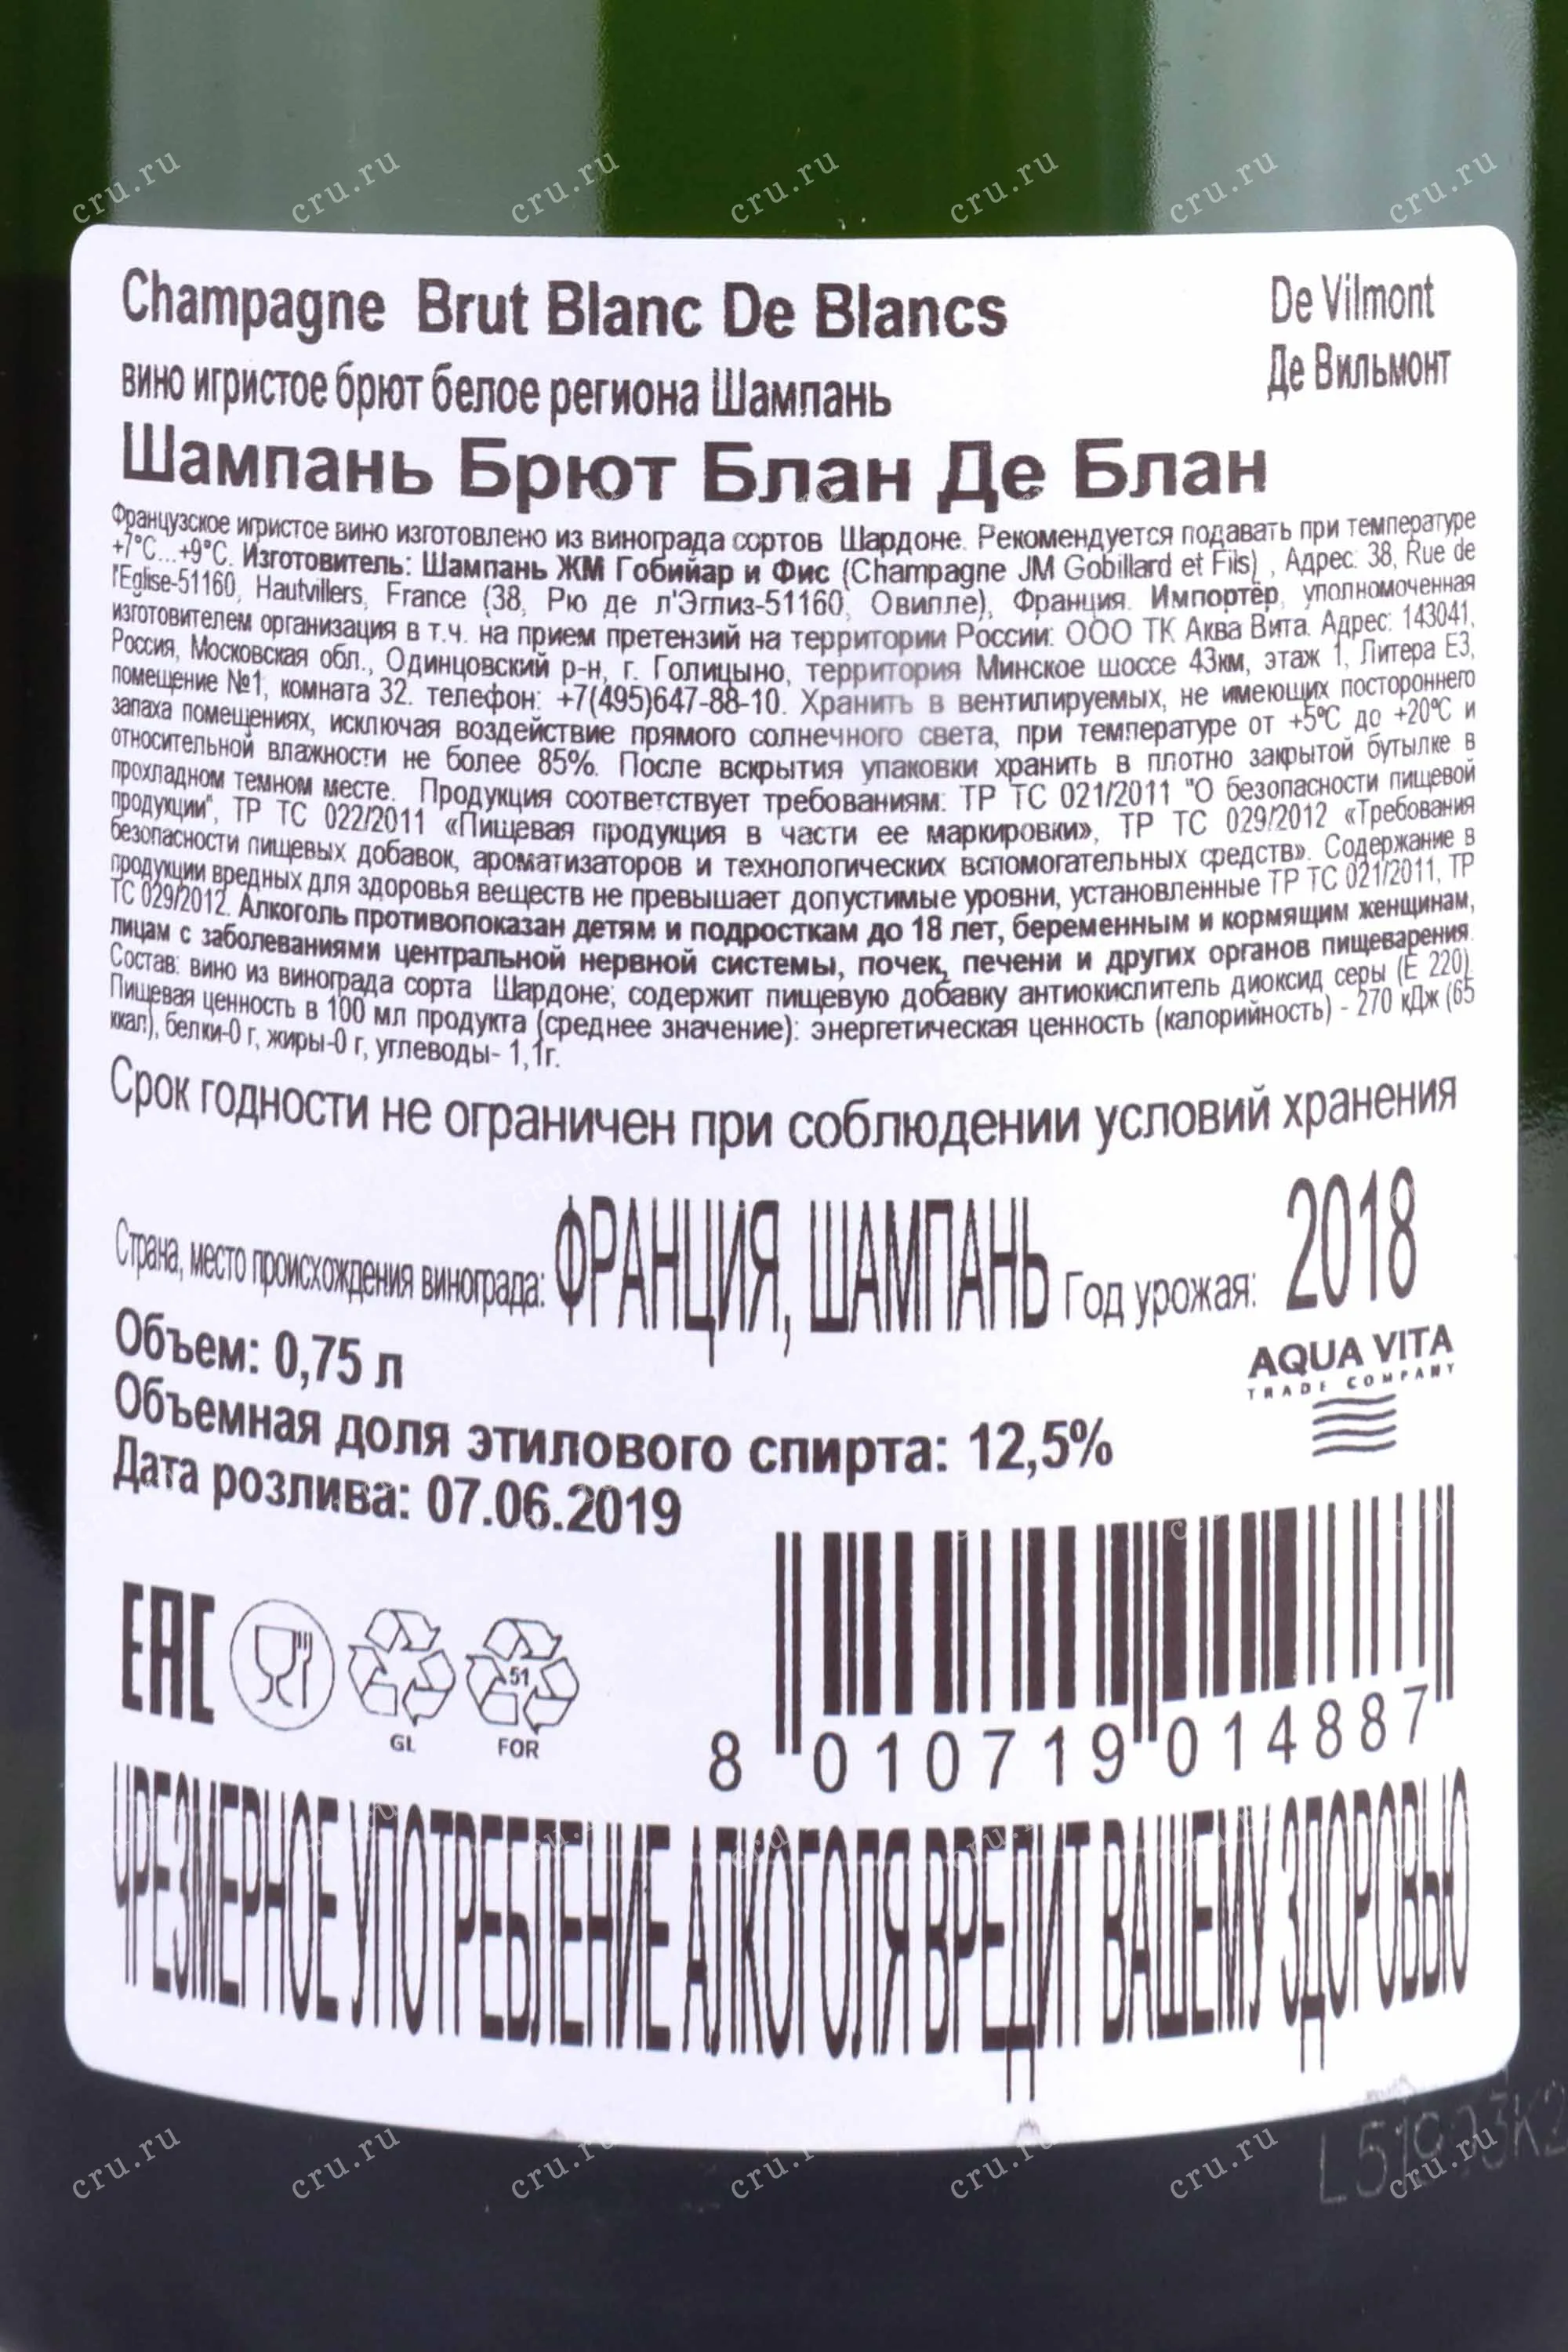 Champagne Brut Blanc De Blancs
De Vilmont
Де Вильмонт
вино игристое брют белое региона Шампань
Шампань Брют Блан Де Блан
Французское игристое вино изготовлено из винограда сортов Шардоне. Рекомендуется подавать при температуре
+7°C...+9°C. Изготовитель: Шампань ЖМ Гобийар и Фис (Champagne JM Gobillard et Fils) , Адрес: 38, Rue de
l'Eglise-51160, Hautvillers, France (38, Рю де л'Эглиз-51160, Овилле), Франция. Импортёр, уполномоченная
изготовителем организация в т.ч. на прием претензий на территории России: ООО ТК Аква Вита. Адрес: 143041,
Россия, Московская обл., Одинцовский р-н, г. Голицыно, территория Минское шоссе 43км, этаж 1, Литера Е3,
помещение №1, комната 32. телефон: +7(495)647-88-10. Хранить в вентилируемых, не имеющих постороннего
запаха помещениях, исключая воздействие прямого солнечного света, при температуре от +5°C до +20°C и
относительной влажности не более 85%. После вскрытия упаковки хранить в плотно закрытой бутылке в
прохладном темном месте. Продукция соответствует требованиям: ТР ТС 021/2011 "О безопасности пищевой
продукции", ТР ТС 022/2011 «Пищевая продукция в части ее маркировки», ТР ТС 029/2012 «Требования
безопасности пищевых добавок, ароматизаторов и технологических вспомогательных средств». Содержание в
продукции вредных для здоровья веществ не превышает допустимые уровни, установленные ТР ТС 021/2011, ТР
ТС 029/2012. Алкоголь противопоказан детям и подросткам до 18 лет, беременным и кормящим женщинам,
лицам с заболеваниями центральной нервной системы, почек, печени и других органов пищеварения.
Состав: вино из винограда сорта Шардоне; содержит пищевую добавку антиокислитель диоксид серы (Е 220).
Пищевая ценность в 100 мл продукта (среднее значение): энергетическая ценность (калорийность) - 270 кДж (65
ккал), белки-0 г, жиры-0 г, углеводы- 1,1г.
Срок годности не ограничен при соблюдении условий хранения
Страна, место происхождения винограда: ФРАНЦИЯ, ШАМПАНЬ Год урожая: 2018
Объем: 0,75 л
AQUA VITA
TRADE COMPANY
Объемная доля этилового спирта: 12,5%
Дата розлива: 07.06.2019
EAC
51
GL
FOR
8 010719 014887
ЧРЕЗМЕРНОЕ УПОТРЕБЛЕНИЕ АЛКОГОЛЯ ВРЕДИТ ВАШЕМУ ЗДОРОВЬЮ
cru.ru